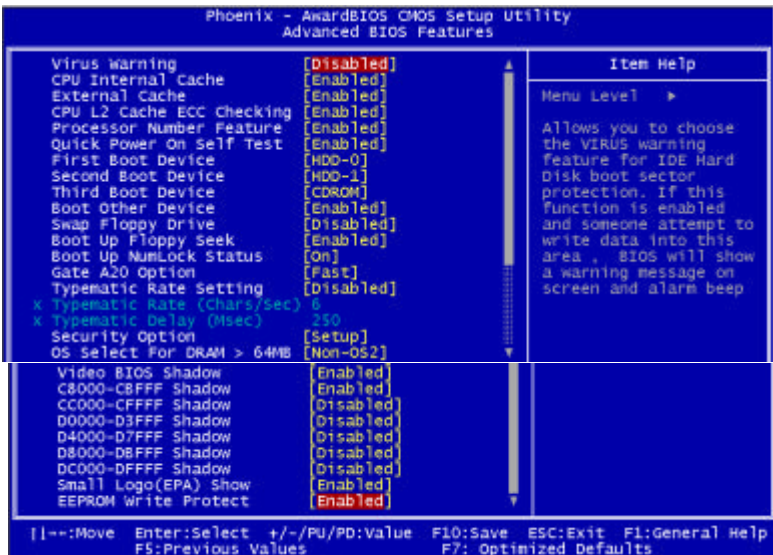 Phoenix - AwardBIOS CMOS Setup Utility
Advanced BIOS Features
Virus Warning [Disabled]
CPU Internal Cache [Enabled]
External Cache [Enabled]
CPU L2 Cache ECC Checking [Enabled]
Processor Number Feature [Enabled]
Quick Power On Self Test [Enabled]
First Boot Device [HDD-0]
Second Boot Device [HDD-1]
Third Boot Device [CDROM]
Boot Other Device [Enabled]
Swap Floppy Drive [Disabled]
Boot Up Floppy Seek [Enabled]
Boot Up NumLock Status [On]
Gate A20 Option [Fast]
Typematic Rate Setting [Disabled]
x Typematic Rate (Chars/Sec) 6
x Typematic Delay (Msec) 250
Security Option [Setup]
OS Select For DRAM > 64MB [Non-OS2]
Video BIOS Shadow [Enabled]
C8000-CBFFF Shadow [Enabled]
CC000-CFFFF Shadow [Disabled]
D0000-D3FFF Shadow [Disabled]
D4000-D7FFF Shadow [Disabled]
D8000-DBFFF Shadow [Disabled]
DC000-DFFFF Shadow [Disabled]
Small Logo(EPA) Show [Enabled]
EEPROM Write Protect [Enabled]
Item Help
Menu Level ▸
Allows you to choose
the VIRUS warning
feature for IDE Hard
Disk boot sector
protection. If this
function is enabled
and someone attempt to
write data into this
area , BIOS will show
a warning message on
screen and alarm beep
↑↓→←:Move Enter:Select +/-/PU/PD:Value F10:Save ESC:Exit F1:General Help
F5:Previous Values F7: Optimized Defaults